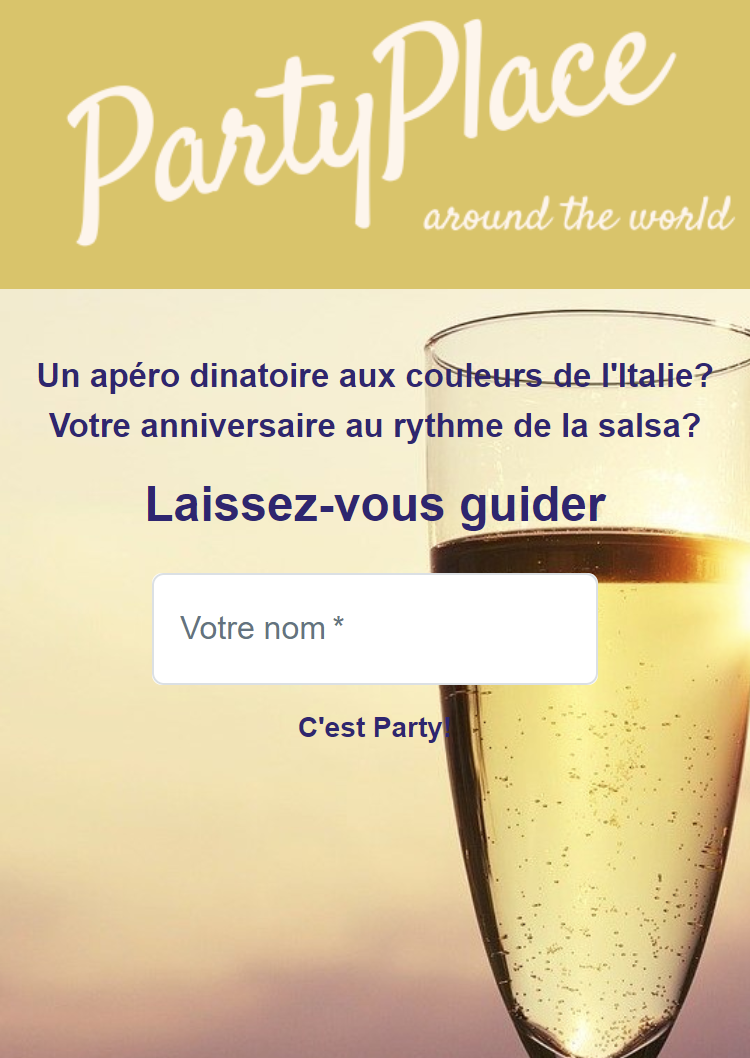 PartyPlace
around the world
Un apéro dinatoire aux couleurs de l'Italie?
Votre anniversaire au rythme de la salsa?
Laissez-vous guider
Votre nom *
C'est Party!